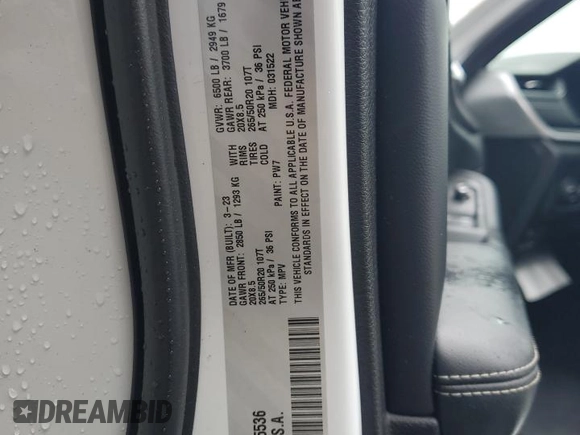 DATE OF MFR (BUILT): 3-23 GVWR: 6500 LB / 2949 KG
GAWR FRONT: 2850 LB / 1293 KG WITH GAWR REAR: 3700 LB / 1679
20X8.5 RIMS 20X8.5
265/50R20 107T TIRES 265/50R20 107T
AT 250 kPa / 36 PSI COLD AT 250 kPa / 36 PSI
TYPE: MPV PAINT: PW7 MDH: 031522
THIS VEHICLE CONFORMS TO ALL APPLICABLE U.S.A. FEDERAL MOTOR VEHI
STANDARDS IN EFFECT ON THE DATE OF MANUFACTURE SHOWN AB
5536
S.A.
DREAMBID